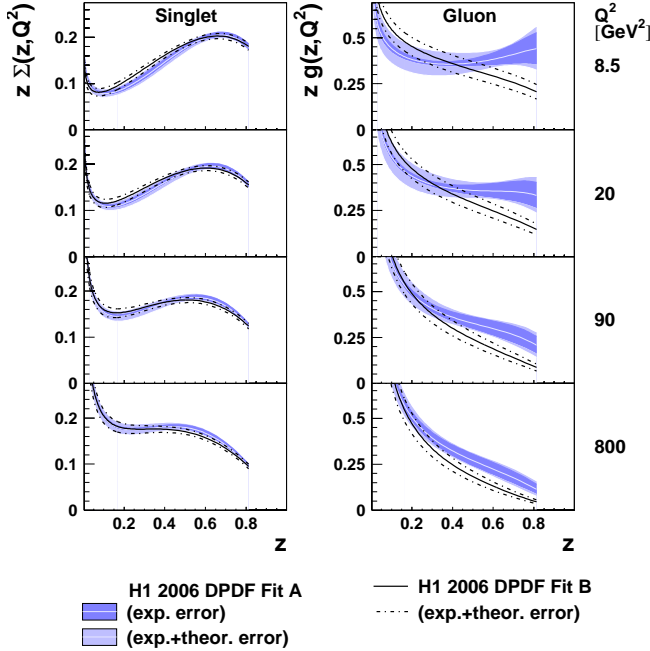 Singlet
Gluon
Q²
[GeV²]
z Σ(z,Q²)
z g(z,Q²)
0.2
0.1
0
0.5
0.25
0
8.5
0.2
0.1
0
0.5
0.25
0
20
0.2
0.1
0
0.5
0.25
0
90
0.2
0.1
0.5
0.25
800
0.2 0.4 0.6 0.8
0.2 0.4 0.6 0.8
z
z
H1 2006 DPDF Fit A
(exp. error)
(exp.+theor. error)
H1 2006 DPDF Fit B
(exp.+theor. error)